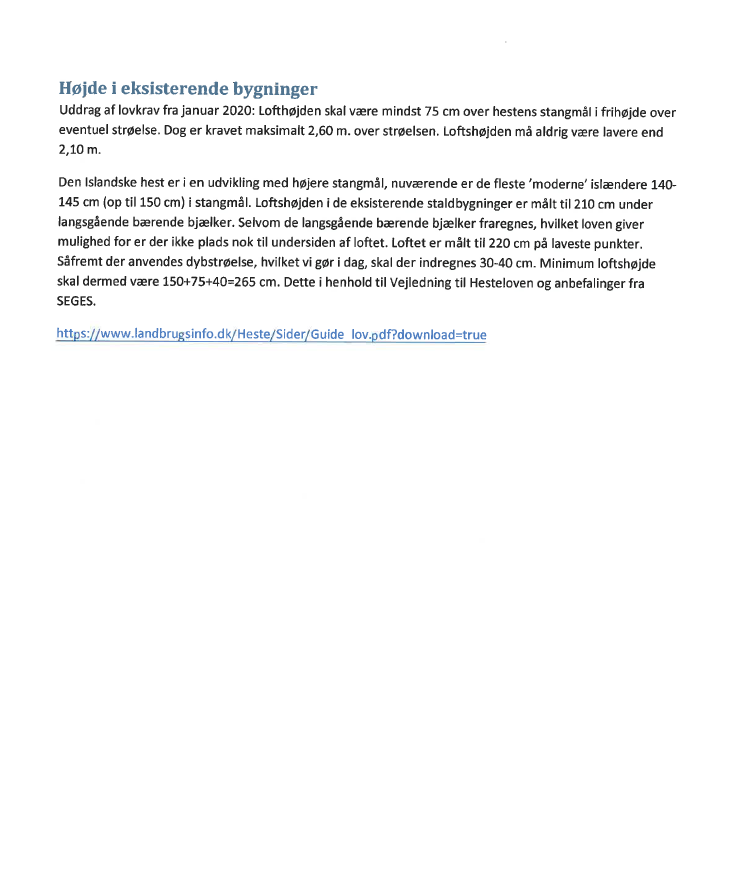 Højde i eksisterende bygninger
Uddrag af lovkrav fra januar 2020: Lofthøjden skal være mindst 75 cm over hestens stangmål i frihøjde over
eventuel strøelse. Dog er kravet maksimalt 2,60 m. over strøelsen. Loftshøjden må aldrig være lavere end
2,10 m.
Den Islandske hest er i en udvikling med højere stangmål, nuværende er de fleste 'moderne' islændere 140-
145 cm (op til 150 cm) i stangmål. Loftshøjden i de eksisterende staldbygninger er målt til 210 cm under
langsgående bærende bjælker. Selvom de langsgående bærende bjælker fraregnes, hvilket loven giver
mulighed for er der ikke plads nok til undersiden af loftet. Loftet er målt til 220 cm på laveste punkter.
Såfremt der anvendes dybstrøelse, hvilket vi gør i dag, skal der indregnes 30-40 cm. Minimum loftshøjde
skal dermed være 150+75+40=265 cm. Dette i henhold til Vejledning til Hesteloven og anbefalinger fra
SEGES.
https://www.landbrugsinfo.dk/Heste/Sider/Guide_lov.pdf?download=true